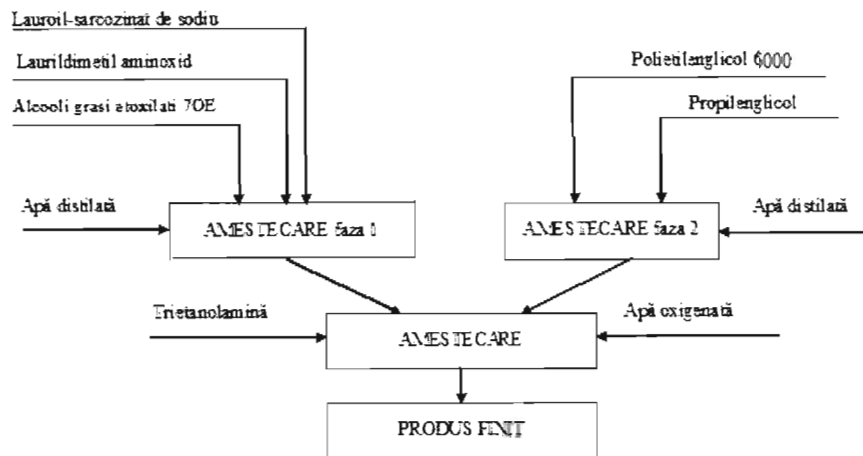 Lauroil-sarcozinat de sodiu
Laurildimetil aminoxid
Alcooli grasi etoxilati 7OE
Polietilenglicol 6000
Propilenglicol
Apă distilată
AMESTECARE faza 1
AMESTECARE faza 2
Apă distilată
Trietanolamină
AMESTECARE
Apă oxigenată
PRODUS FINIT